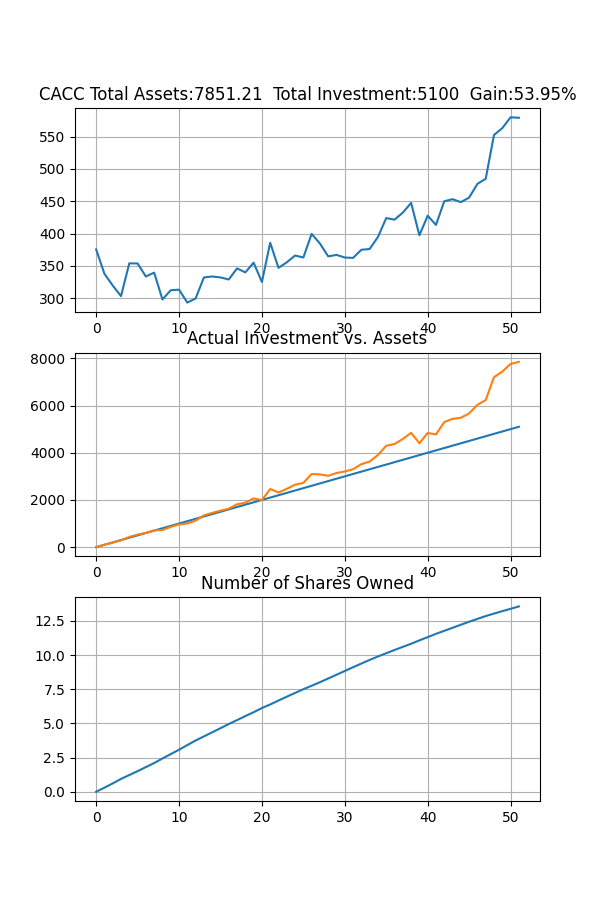 CACC Total Assets:7851.21  Total Investment:5100  Gain:53.95%
550
500
450
400
350
300
0 10 20 30 40 50
Actual Investment vs. Assets
8000
6000
4000
2000
0
0 10 20 30 40 50
Number of Shares Owned
12.5
10.0
7.5
5.0
2.5
0.0
0 10 20 30 40 50